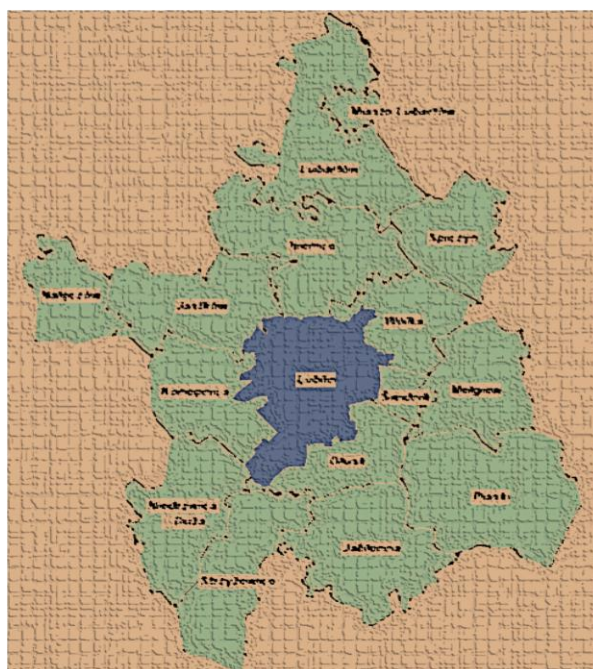 Miasto Lubartów
Lubartów
Niemce
Spiczyn
Nałęczów
Jastków
Wólka
Lublin
Konopnica
Świdnik
Mełgiew
Głusk
Niedrzwica
Duża
Piaski
Jabłonna
Strzyżewice